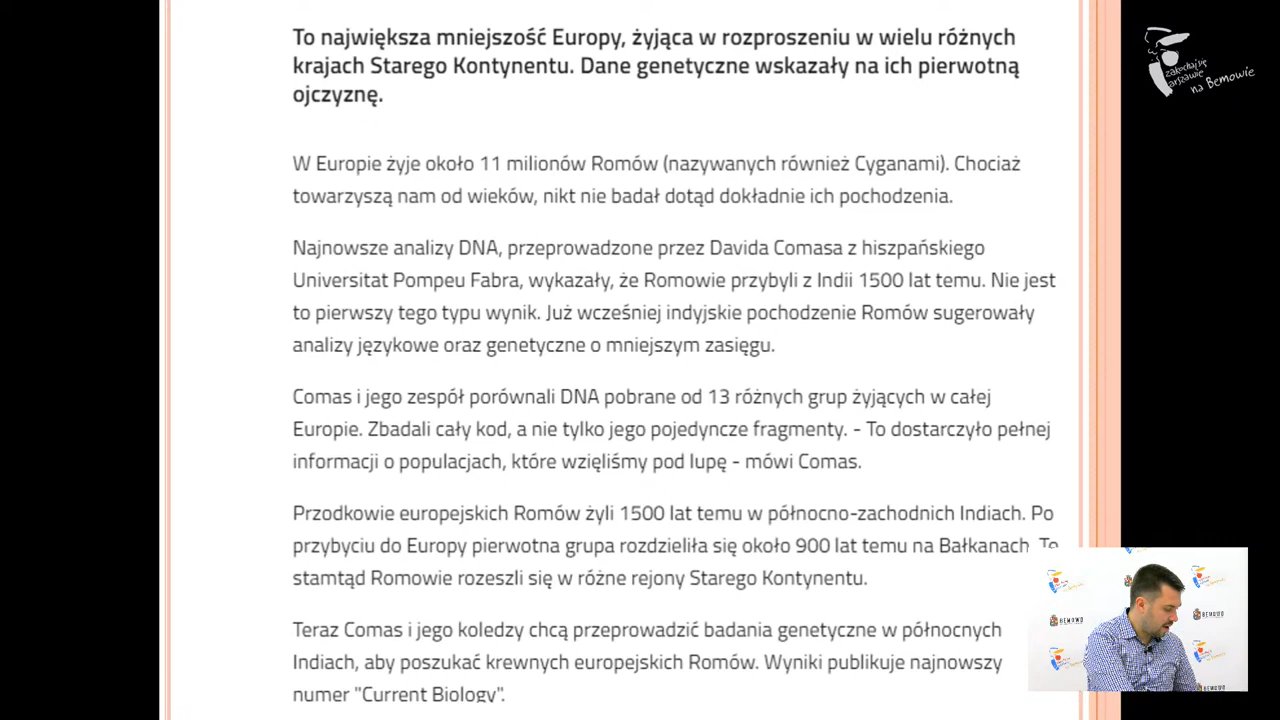 To największa mniejszość Europy, żyjąca w rozproszeniu w wielu różnych
krajach Starego Kontynentu. Dane genetyczne wskazały na ich pierwotną
ojczyznę.
W Europie żyje około 11 milionów Romów (nazywanych również Cyganami). Chociaż
towarzyszą nam od wieków, nikt nie badał dotąd dokładnie ich pochodzenia.
Najnowsze analizy DNA, przeprowadzone przez Davida Comasa z hiszpańskiego
Universitat Pompeu Fabra, wykazały, że Romowie przybyli z Indii 1500 lat temu. Nie jest
to pierwszy tego typu wynik. Już wcześniej indyjskie pochodzenie Romów sugerowały
analizy językowe oraz genetyczne o mniejszym zasięgu.
Comas i jego zespół porównali DNA pobrane od 13 różnych grup żyjących w całej
Europie. Zbadali cały kod, a nie tylko jego pojedyncze fragmenty. - To dostarczyło pełnej
informacji o populacjach, które wzięliśmy pod lupę - mówi Comas.
Przodkowie europejskich Romów żyli 1500 lat temu w północno-zachodnich Indiach. Po
przybyciu do Europy pierwotna grupa rozdzieliła się około 900 lat temu na Bałkanach.
stamtąd Romowie rozeszli się w różne rejony Starego Kontynentu.
Teraz Comas i jego koledzy chcą przeprowadzić badania genetyczne w północnych
Indiach, aby poszukać krewnych europejskich Romów. Wyniki publikuje najnowszy
numer "Current Biology".
zakochaj się
w Warszawie
na Bemowie
BEMOWO
BEMOWO
BEMOWO